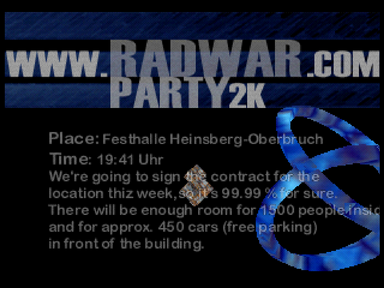 WWW.RADWAR.COM
PARTY2K
Place: Festhalle Heinsberg-Oberbruch
Time: 19:41 Uhr
We're going to sign the contract for the
location thiz week, so it's 99.99 % for sure.
There will be enough room for 1500 people insid
and for approx. 450 cars (free parking)
in front of the building.